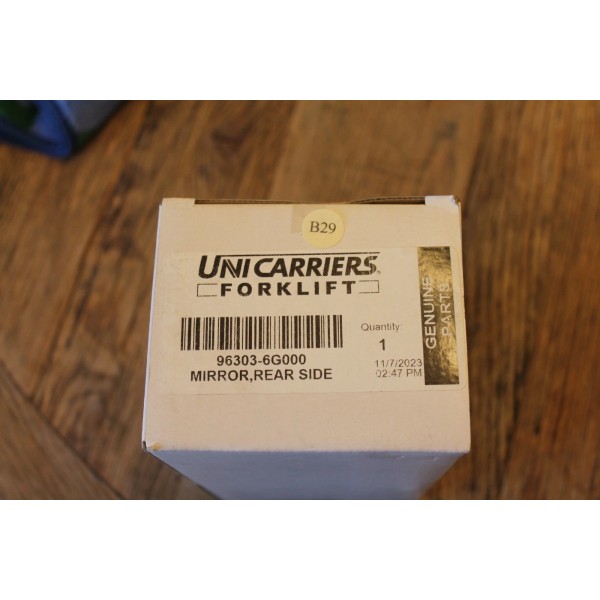 B29
UNICARRIERS®
FORKLIFT
96303-6G000
MIRROR,REAR SIDE
Quantity:
1
11/7/2023
02:47 PM
GENUINE
PARTS